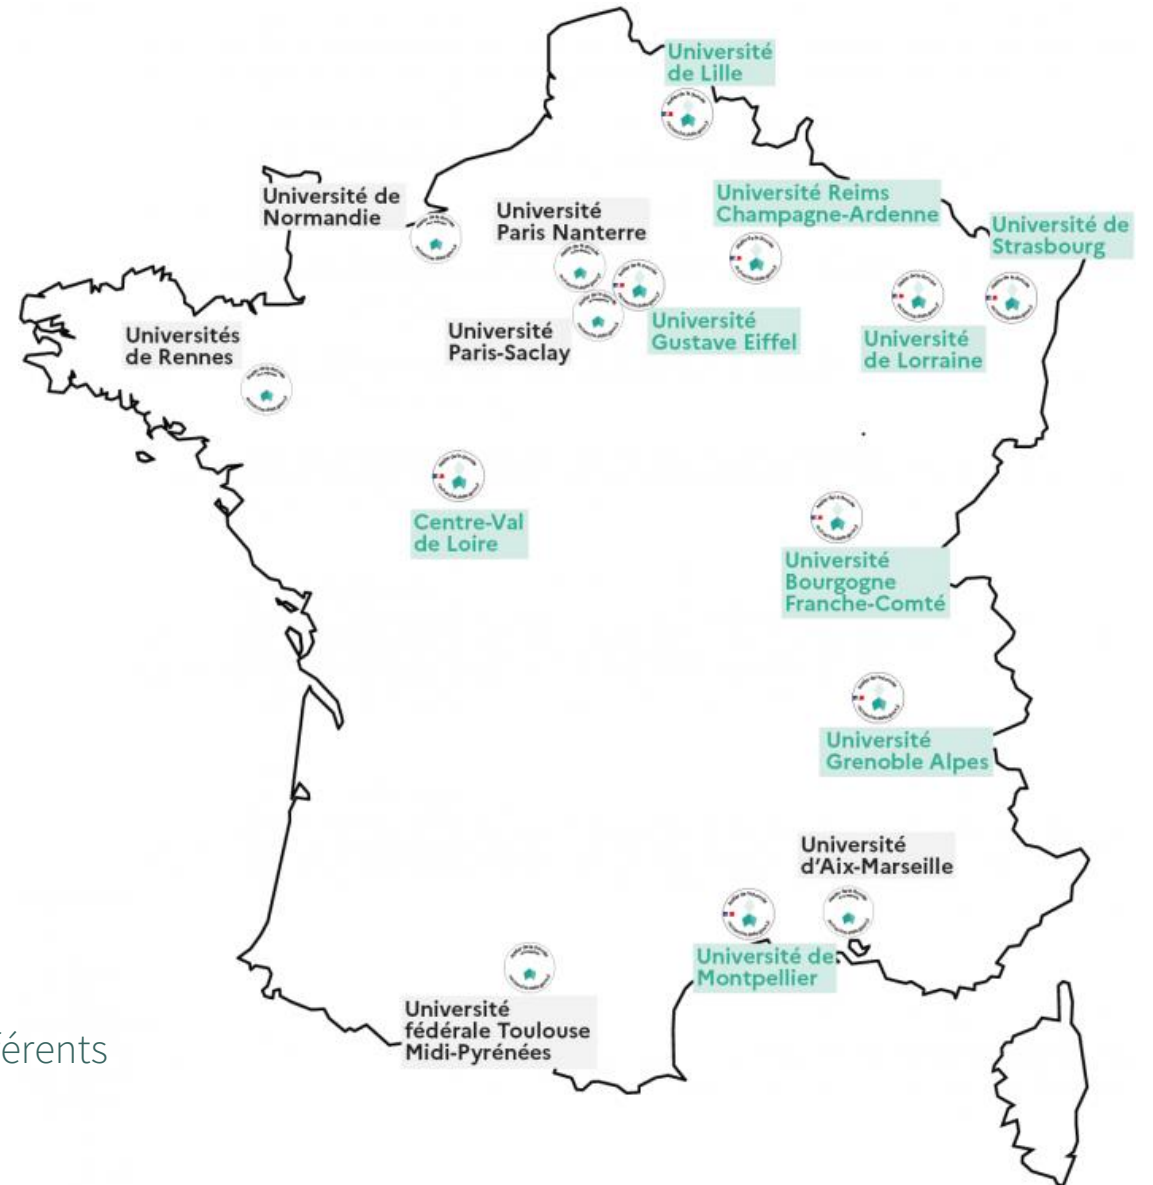 Université
de Lille
Université de
Normandie
Université
Paris Nanterre
Université Reims
Champagne-Ardenne
Université de
Strasbourg
Universités
de Rennes
Université
Paris-Saclay
Université
Gustave Eiffel
Université
de Lorraine
Centre-Val
de Loire
Université
Bourgogne
Franche-Comté
Université
Grenoble Alpes
Université
d'Aix-Marseille
Université de
Montpellier
Université
fédérale Toulouse
Midi-Pyrénées
érents